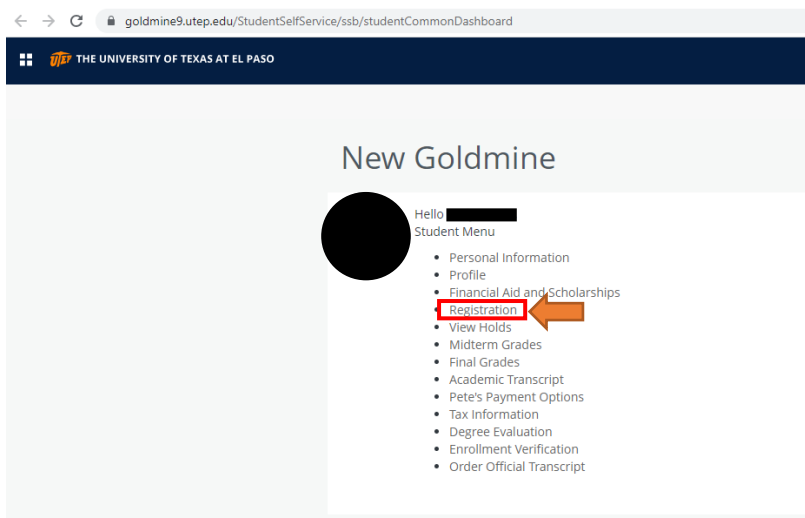 goldmine9.utep.edu/StudentSelfService/ssb/studentCommonDashboard
UTEP THE UNIVERSITY OF TEXAS AT EL PASO
New Goldmine
Hello
Student Menu
Personal Information
Profile
Financial Aid and Scholarships
Registration
View Holds
Midterm Grades
Final Grades
Academic Transcript
Pete's Payment Options
Tax Information
Degree Evaluation
Enrollment Verification
Order Official Transcript